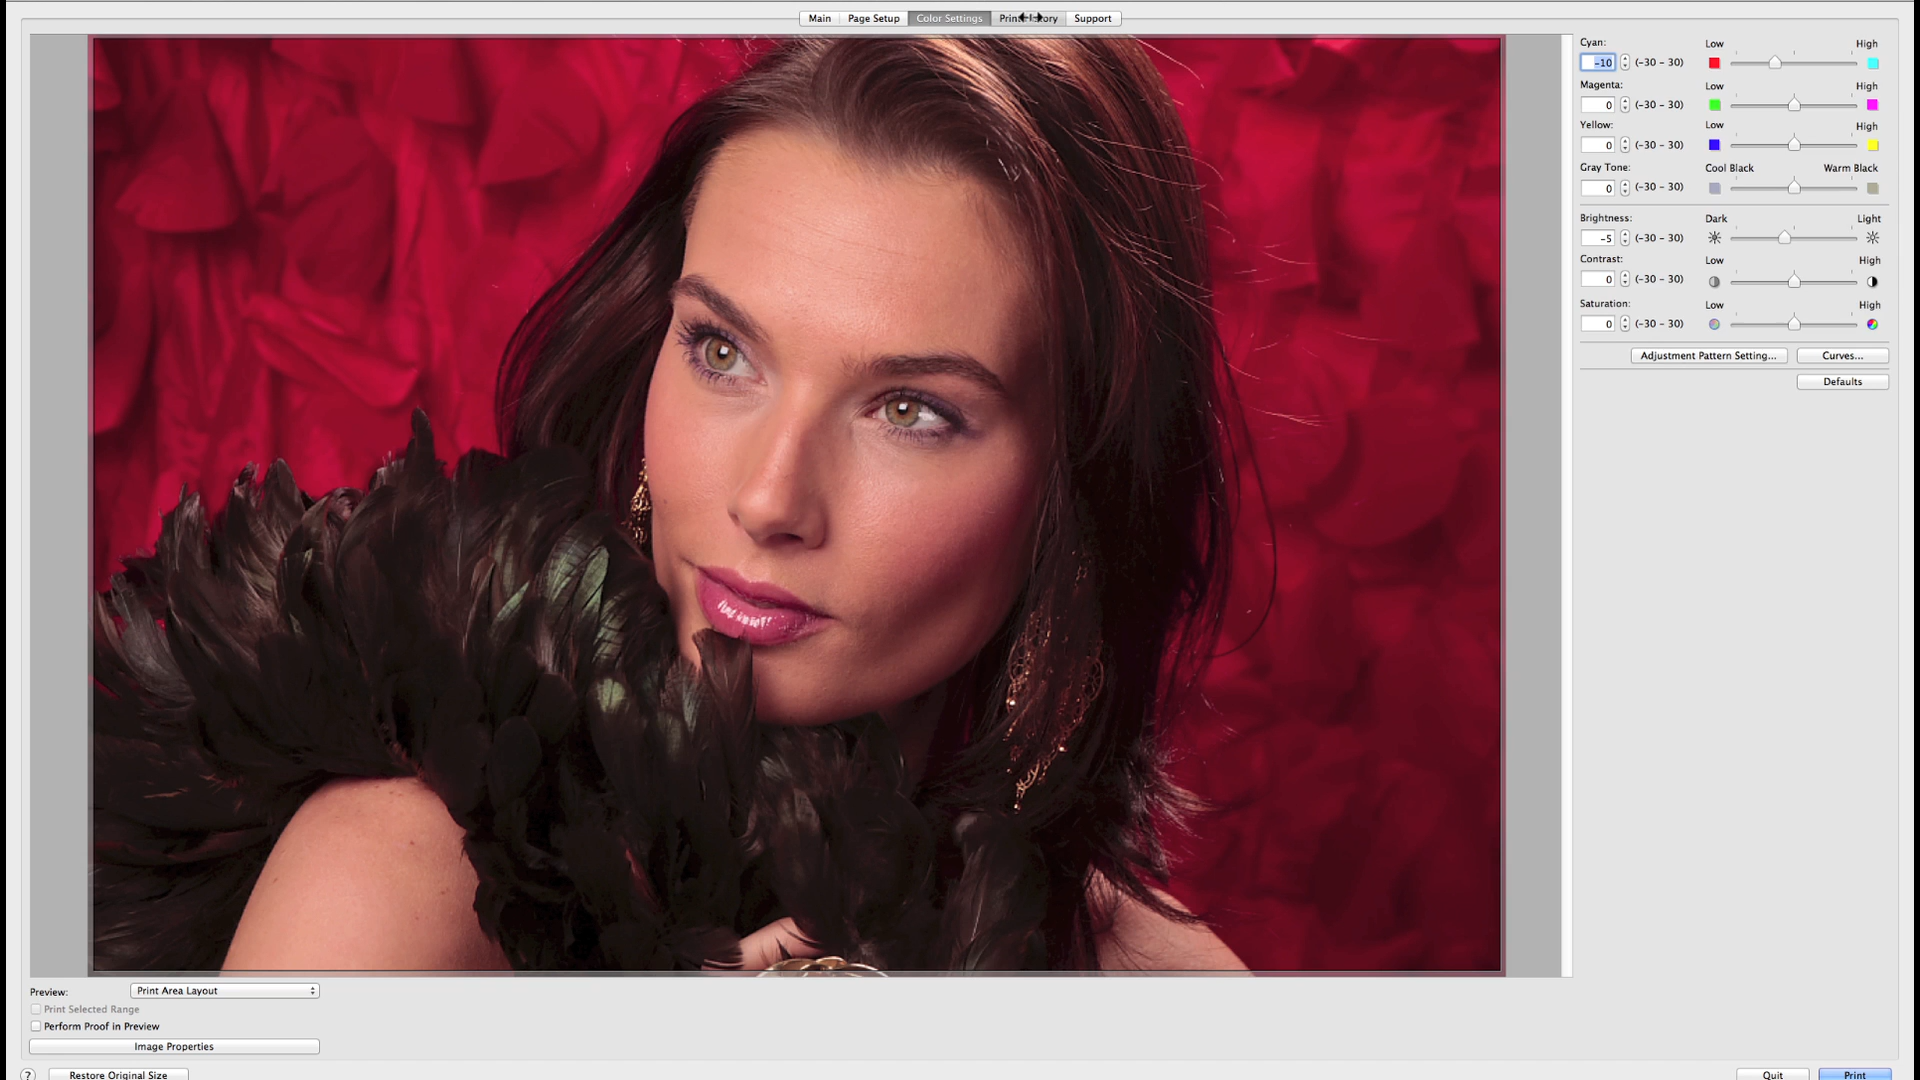 Main Page Setup Color Settings Print History Support
Cyan: Low High
-10 (-30 - 30)
Magenta: Low High
0 (-30 - 30)
Yellow: Low High
0 (-30 - 30)
Gray Tone: Cool Black Warm Black
0 (-30 - 30)
Brightness: Dark Light
-5 (-30 - 30)
Contrast: Low High
0 (-30 - 30)
Saturation: Low High
0 (-30 - 30)
Adjustment Pattern Setting... Curves...
Defaults
Preview: Print Area Layout
Print Selected Range
Perform Proof in Preview
Image Properties
? Restore Original Size Quit Print